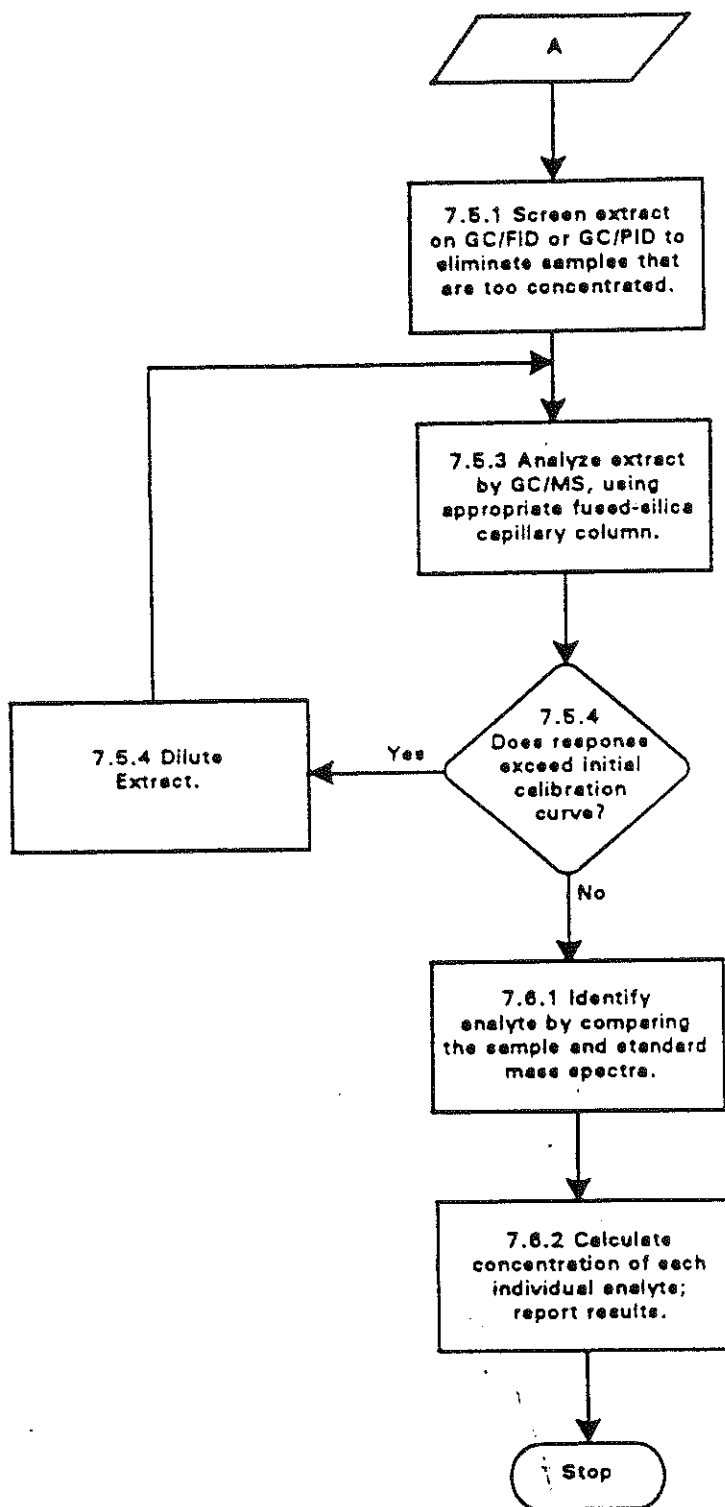 A
7.5.1 Screen extract
on GC/FID or GC/PID to
eliminate samples that
are too concentrated.
7.5.3 Analyze extract
by GC/MS, using
appropriate fused-silica
capillary column.
7.5.4
Does response
exceed initial
calibration
curve?
Yes
7.5.4 Dilute
Extract.
No
7.6.1 Identify
analyte by comparing
the sample and standard
mass spectra.
7.6.2 Calculate
concentration of each
individual analyte;
report results.
Stop